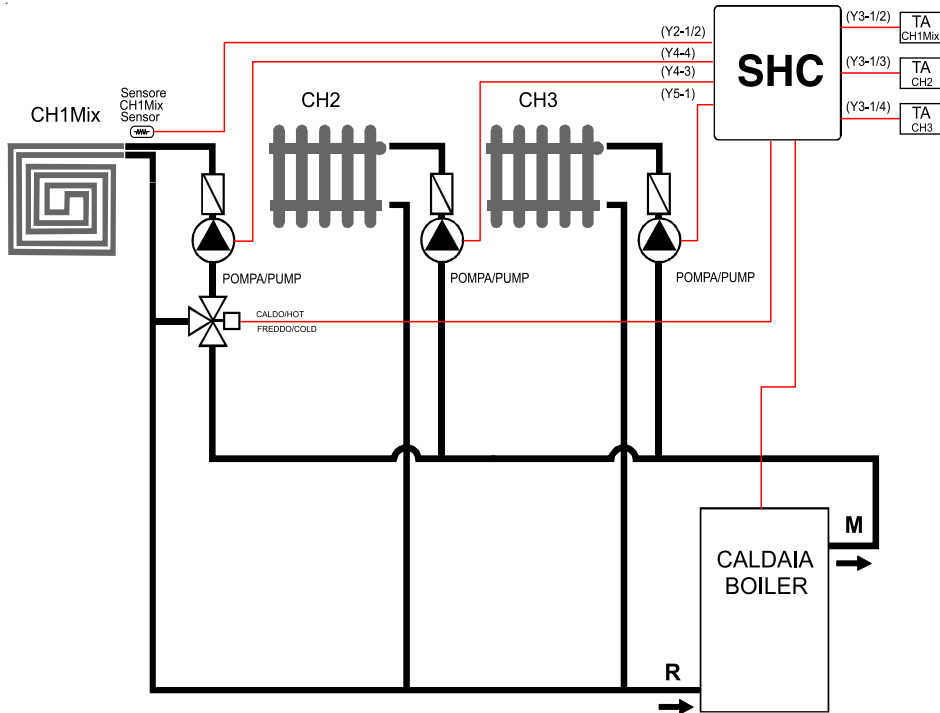 (Y2-1/2)
(Y4-4)
(Y4-3)
(Y5-1)
SHC
(Y3-1/2)
TA
CH1Mix
(Y3-1/3)
TA
CH2
(Y3-1/4)
TA
CH3
Sensore
CH1Mix
Sensor
CH1Mix
CH2
CH3
POMPA/PUMP
POMPA/PUMP
POMPA/PUMP
CALDO/HOT
FREDDO/COLD
M
CALDAIA
BOILER
R